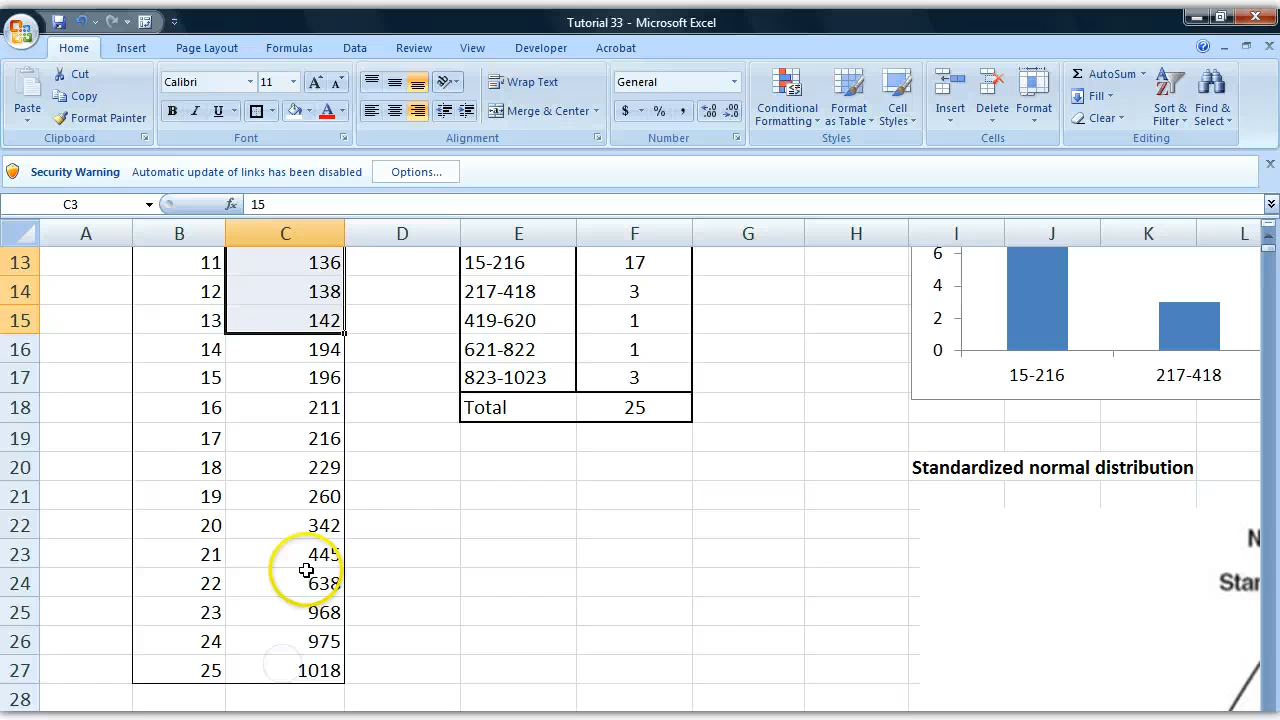 Tutorial 33 - Microsoft Excel
Home Insert Page Layout Formulas Data Review View Developer Acrobat
Paste
Cut
Copy
Format Painter
Clipboard
Calibri 11
B I U
Font
Wrap Text
Merge & Center
Alignment
General
$ % ,
Number
Conditional Formatting
Format as Table
Cell Styles
Styles
Insert Delete Format
Cells
Σ AutoSum
Fill
Clear
Sort & Filter
Find & Select
Editing
Security Warning Automatic update of links has been disabled Options...
C3 fx 15
A B C D E F G H I J K L
13 11 136 15-216 17
14 12 138 217-418 3
15 13 142 419-620 1
16 14 194 621-822 1
17 15 196 823-1023 3
18 16 211 Total 25
19 17 216
20 18 229
21 19 260
22 20 342
23 21 445
24 22 638
25 23 968
26 24 975
27 25 1018
28
6
4
2
0
15-216 217-418
Standardized normal distribution
N
Star